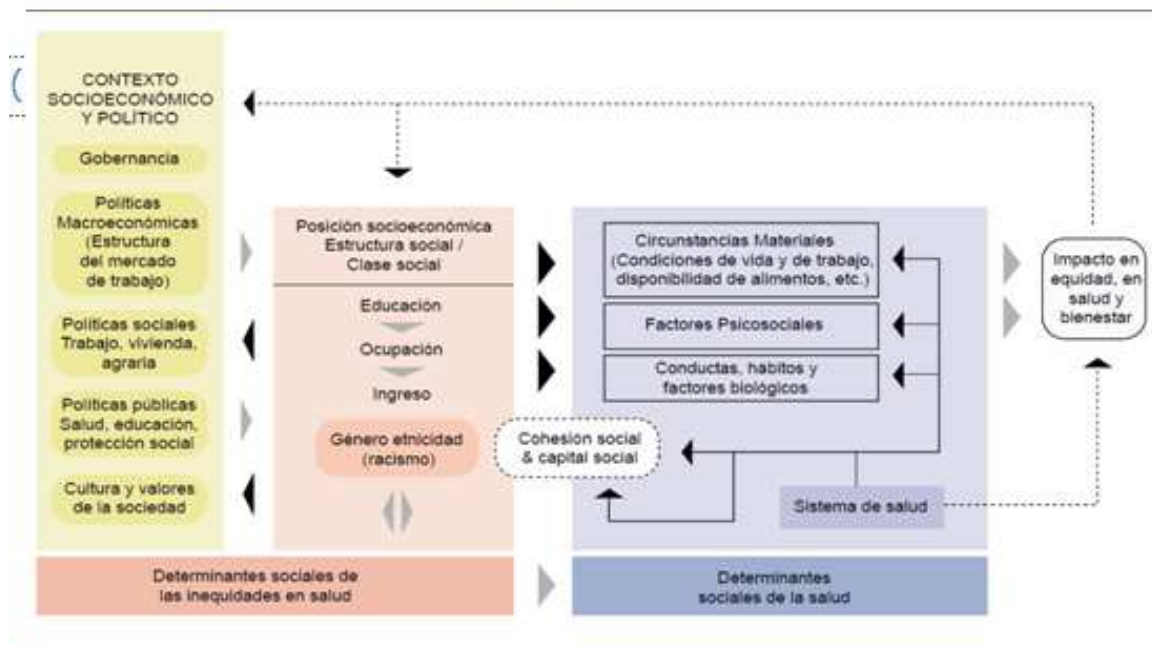 CONTEXTO
SOCIOECONÓMICO
Y POLÍTICO
Gobernancia
Políticas
Macroeconómicas
(Estructura
del mercado
de trabajo)
Políticas sociales
Trabajo, vivienda,
agraria
Políticas públicas
Salud, educación,
protección social
Cultura y valores
de la sociedad
Posición socioeconómica
Estructura social /
Clase social
Educación
Ocupación
Ingreso
Género etnicidad
(racismo)
Cohesión social
& capital social
Circunstancias Materiales
(Condiciones de vida y de trabajo,
disponibilidad de alimentos, etc.)
Factores Psicosociales
Conductas, hábitos y
factores biológicos
Sistema de salud
Impacto en
equidad, en
salud y
bienestar
Determinantes sociales de
las inequidades en salud
Determinantes
sociales de la salud